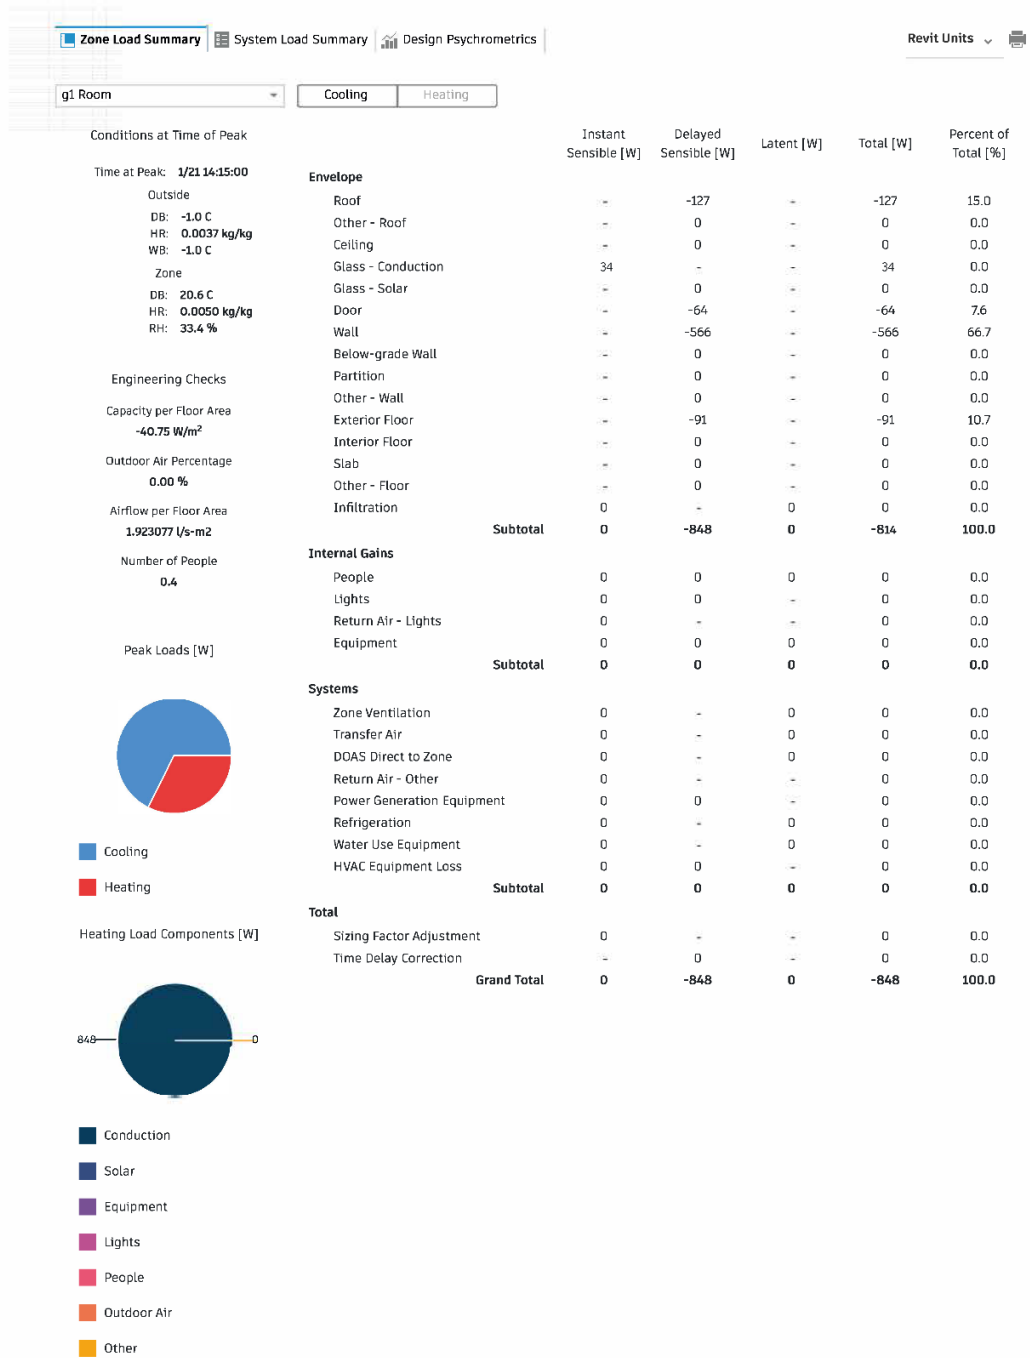 Zone Load Summary System Load Summary Design Psychrometrics Revit Units
g1 Room Cooling Heating
Conditions at Time of Peak
Time at Peak: 1/21 14:15:00
Outside
DB: -1.0 C
HR: 0.0037 kg/kg
WB: -1.0 C
Zone
DB: 20.6 C
HR: 0.0050 kg/kg
RH: 33.4 %
Engineering Checks
Capacity per Floor Area
-40.75 W/m²
Outdoor Air Percentage
0.00 %
Airflow per Floor Area
1.923077 l/s-m2
Number of People
0.4
Peak Loads [W]
Cooling
Heating
Heating Load Components [W]
848 0
Conduction
Solar
Equipment
Lights
People
Outdoor Air
Other
Instant Sensible [W] Delayed Sensible [W] Latent [W] Total [W] Percent of Total [%]
Envelope
Roof - -127 - -127 15.0
Other - Roof - 0 - 0 0.0
Ceiling - 0 - 0 0.0
Glass - Conduction 34 - - 34 0.0
Glass - Solar - 0 - 0 0.0
Door - -64 - -64 7.6
Wall - -566 - -566 66.7
Below-grade Wall - 0 - 0 0.0
Partition - 0 - 0 0.0
Other - Wall - 0 - 0 0.0
Exterior Floor - -91 - -91 10.7
Interior Floor - 0 - 0 0.0
Slab - 0 - 0 0.0
Other - Floor - 0 - 0 0.0
Infiltration 0 - 0 0 0.0
Subtotal 0 -848 0 -814 100.0
Internal Gains
People 0 0 0 0 0.0
Lights 0 0 - 0 0.0
Return Air - Lights 0 - - 0 0.0
Equipment 0 0 0 0 0.0
Subtotal 0 0 0 0 0.0
Systems
Zone Ventilation 0 - 0 0 0.0
Transfer Air 0 - 0 0 0.0
DOAS Direct to Zone 0 - 0 0 0.0
Return Air - Other 0 - - 0 0.0
Power Generation Equipment 0 0 - 0 0.0
Refrigeration 0 - 0 0 0.0
Water Use Equipment 0 - 0 0 0.0
HVAC Equipment Loss 0 0 - 0 0.0
Subtotal 0 0 0 0 0.0
Total
Sizing Factor Adjustment 0 - - 0 0.0
Time Delay Correction - 0 - 0 0.0
Grand Total 0 -848 0 -848 100.0